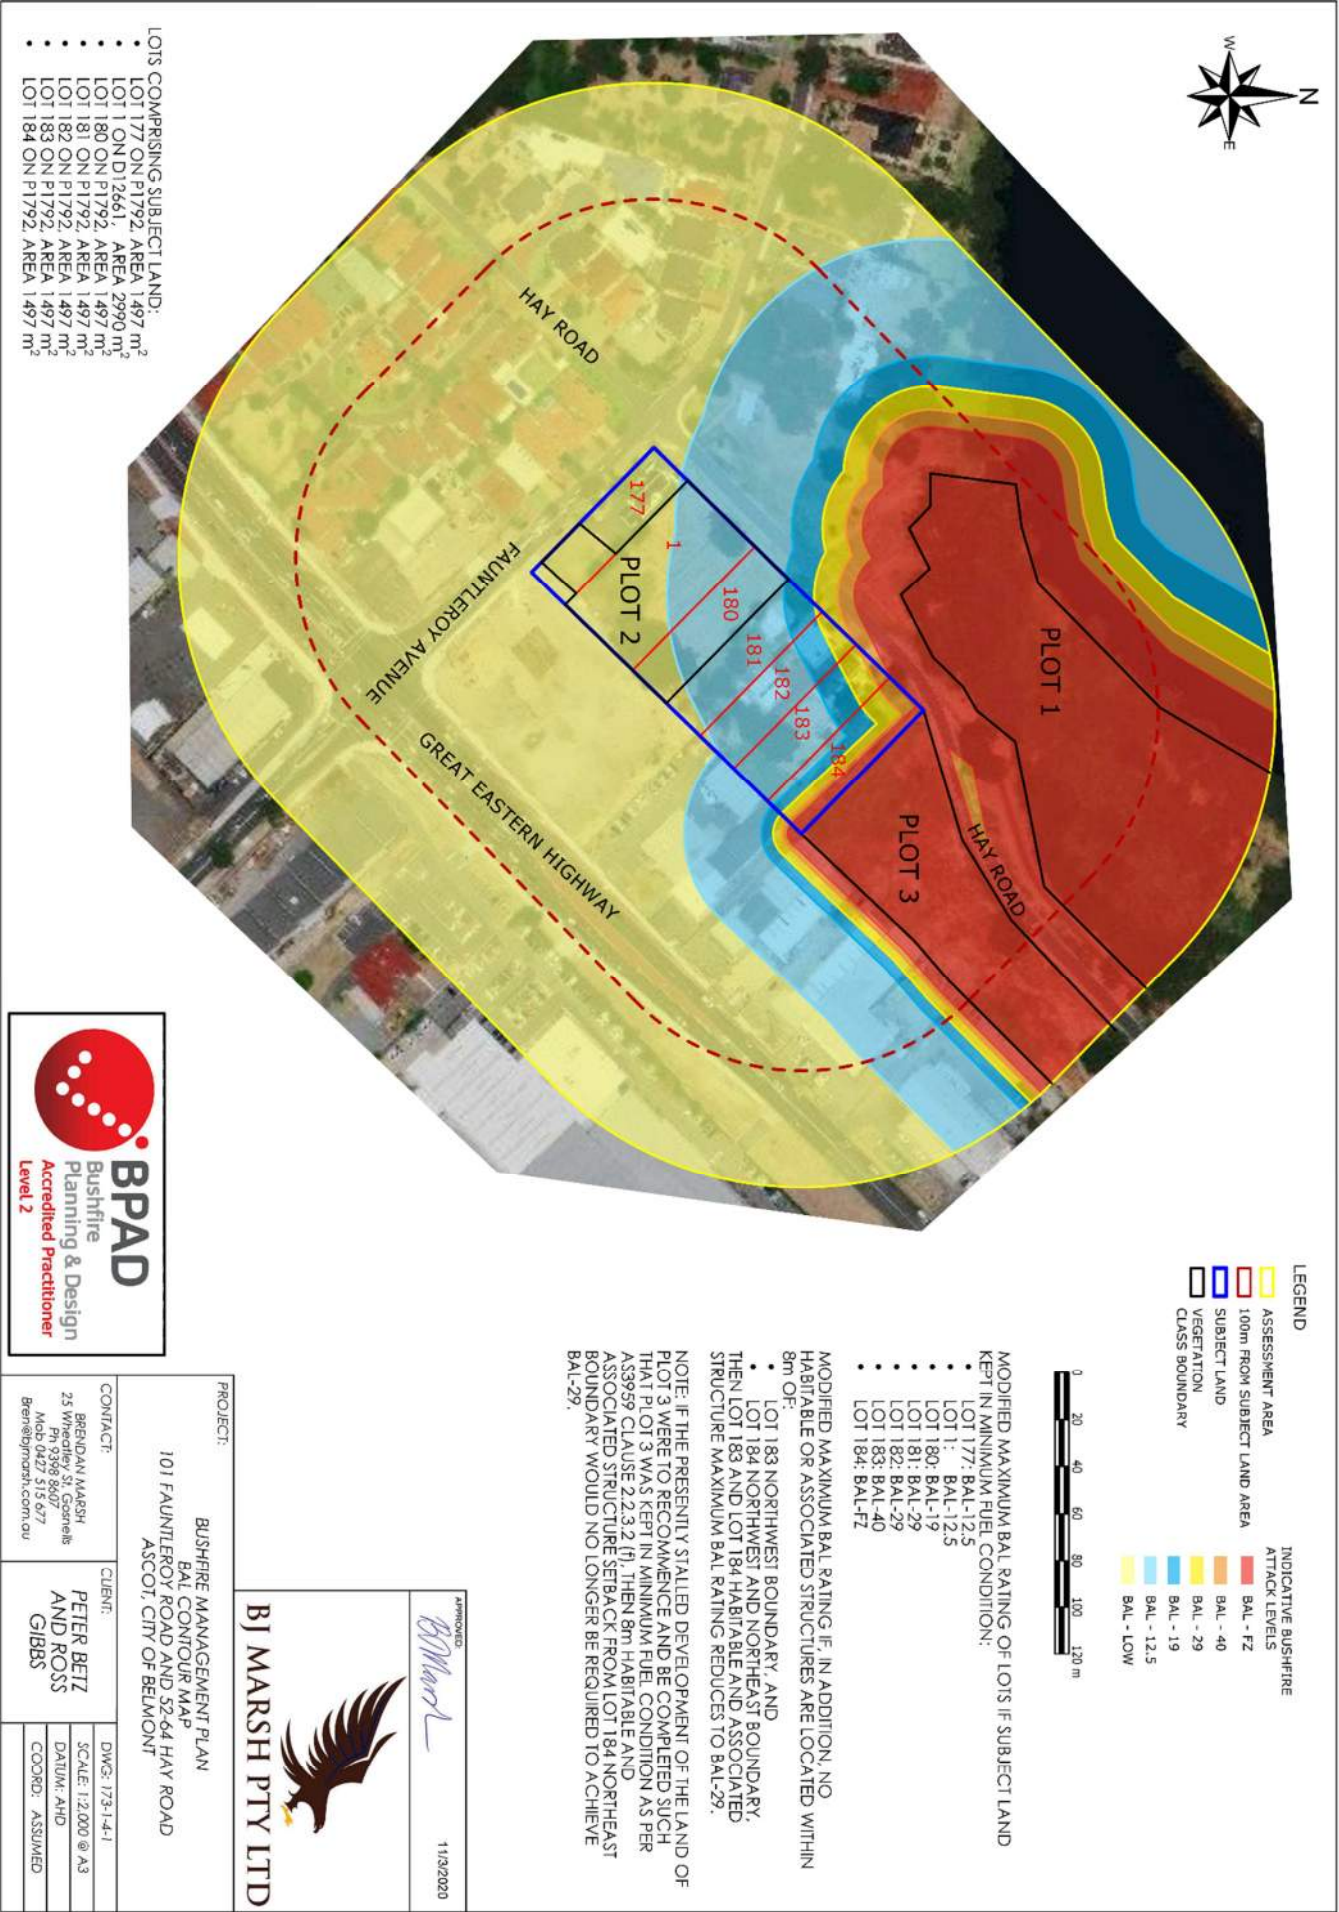 N
W
E
LOTS COMPRISING SUBJECT LAND:
• LOT 177 ON P1792, AREA 1497 m²
• LOT 1 ON D12661, AREA 2990 m²
• LOT 180 ON P1792, AREA 1497 m²
• LOT 181 ON P1792, AREA 1497 m²
• LOT 182 ON P1792, AREA 1497 m²
• LOT 183 ON P1792, AREA 1497 m²
• LOT 184 ON P1792, AREA 1497 m²
PLOT 1
HAY ROAD
PLOT 3
184
183
182
181
180
1
177
PLOT 2
HAY ROAD
FAUNTLEROY AVENUE
GREAT EASTERN HIGHWAY
LEGEND
ASSESSMENT AREA
100m FROM SUBJECT LAND AREA
SUBJECT LAND
VEGETATION
CLASS BOUNDARY
INDICATIVE BUSHFIRE
ATTACK LEVELS
BAL - FZ
BAL - 40
BAL - 29
BAL - 19
BAL - 12.5
BAL - LOW
0 20 40 60 80 100 120 m
MODIFIED MAXIMUM BAL RATING OF LOTS IF SUBJECT LAND
KEPT IN MINIMUM FUEL CONDITION:
• LOT 177: BAL-12.5
• LOT 1: BAL-12.5
• LOT 180: BAL-19
• LOT 181: BAL-29
• LOT 182: BAL-29
• LOT 183: BAL-40
• LOT 184: BAL-FZ
MODIFIED MAXIMUM BAL RATING IF, IN ADDITION, NO
HABITABLE OR ASSOCIATED STRUCTURES ARE LOCATED WITHIN
8m OF:
• LOT 183 NORTHWEST BOUNDARY, AND
• LOT 184 NORTHWEST AND NORTHEAST BOUNDARY,
THEN LOT 183 AND LOT 184 HABITABLE AND ASSOCIATED
STRUCTURE MAXIMUM BAL RATING REDUCES TO BAL-29.
NOTE: IF THE PRESENTLY STALLED DEVELOPMENT OF THE LAND OF
PLOT 3 WERE TO RECOMMENCE AND BE COMPLETED SUCH
THAT PLOT 3 WAS KEPT IN MINIMUM FUEL CONDITION AS PER
AS3959 CLAUSE 2.2.3.2 (f), THEN 8m HABITABLE AND
ASSOCIATED STRUCTURE SETBACK FROM LOT 184 NORTHEAST
BOUNDARY WOULD NO LONGER BE REQUIRED TO ACHIEVE
BAL-29.
APPROVED:
BJMarsh
11/3/2020
BJ MARSH PTY LTD
PROJECT:
BUSHFIRE MANAGEMENT PLAN
BAL CONTOUR MAP
101 FAUNTLEROY ROAD AND 52-64 HAY ROAD
ASCOT, CITY OF BELMONT
CONTACT:
BRENDAN MARSH
25 Wheatley St, Gosnells
Ph 9398 8607
Mob 0427 515 677
Bren@bjmarsh.com.au
CLIENT:
PETER BETZ
AND ROSS
GIBBS
DWG: 173-1-4-1
SCALE: 1:2,000 @ A3
DATUM: AHD
COORD: ASSUMED
BPAD
Bushfire
Planning & Design
Accredited Practitioner
Level 2